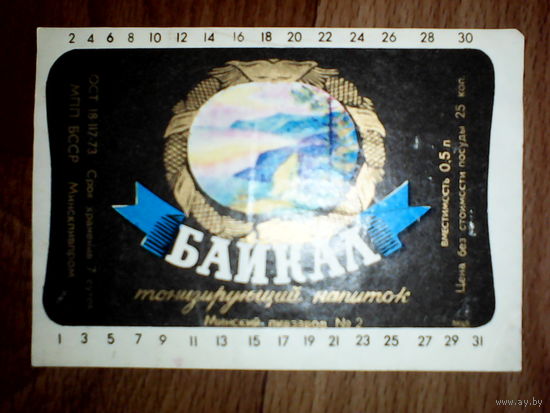 2 4 6 8 10 12 14 16 18 20 22 24 26 28 30
ОСТ 18-117-73 Срок хранения 7 суток
МПП БССР Минскпивпром
БАЙКАЛ
тонизирующий напиток
Минский пивзавод № 2
вместимость 0.5 л
Цена без стоимости посуды 25 коп.
1 3 5 7 9 11 13 15 17 19 21 23 25 27 29 31
www.ay.by